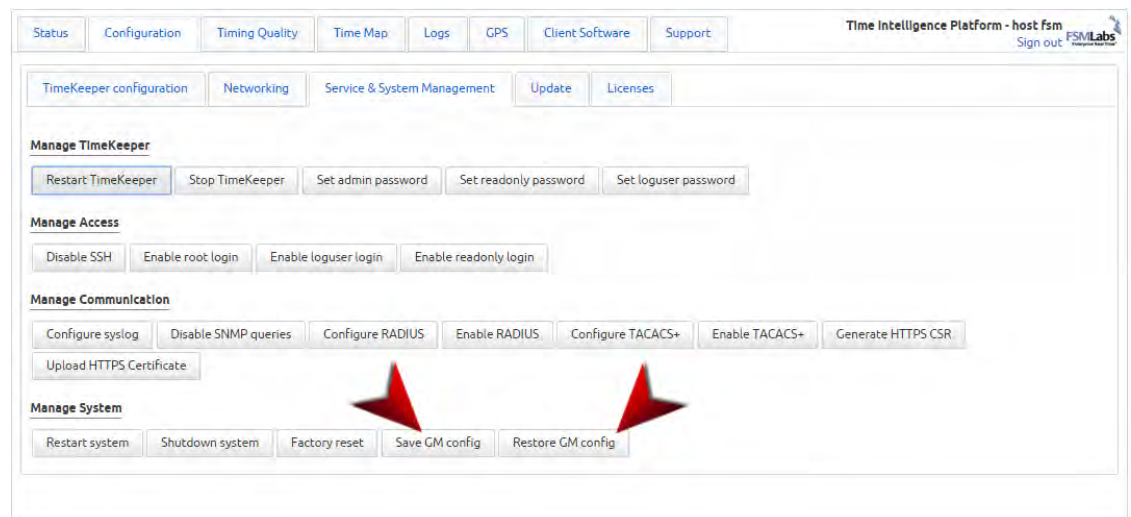 Status Configuration Timing Quality Time Map Logs GPS Client Software Support
Time Intelligence Platform - host fsm
Sign out
FSMLabs
TimeKeeper configuration Networking Service & System Management Update Licenses
Manage TimeKeeper
Restart TimeKeeper Stop TimeKeeper Set admin password Set readonly password Set loguser password
Manage Access
Disable SSH Enable root login Enable loguser login Enable readonly login
Manage Communication
Configure syslog Disable SNMP queries Configure RADIUS Enable RADIUS Configure TACACS+ Enable TACACS+ Generate HTTPS CSR
Upload HTTPS Certificate
Manage System
Restart system Shutdown system Factory reset Save GM config Restore GM config